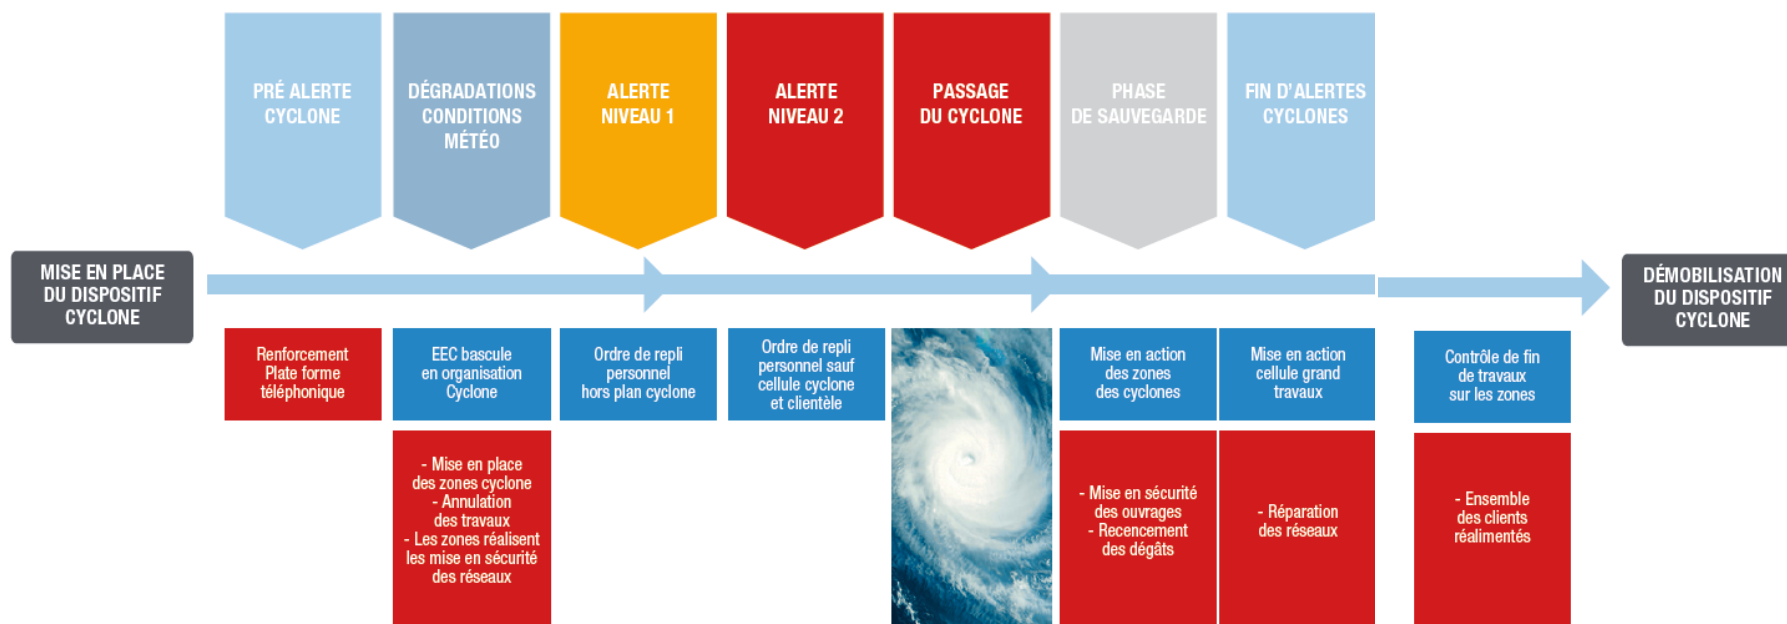 PRÉ ALERTE
CYCLONE
DÉGRADATIONS
CONDITIONS
MÉTÉO
ALERTE
NIVEAU 1
ALERTE
NIVEAU 2
PASSAGE
DU CYCLONE
PHASE
DE SAUVEGARDE
FIN D'ALERTES
CYCLONES
MISE EN PLACE
DU DISPOSITIF
CYCLONE
DÉMOBILISATION
DU DISPOSITIF
CYCLONE
Renforcement
Plate forme
téléphonique
EEC bascule
en organisation
Cyclone
Ordre de repli
personnel
hors plan cyclone
Ordre de repli
personnel sauf
cellule cyclone
et clientèle
Mise en action
des zones
des cyclones
Mise en action
cellule grand
travaux
Contrôle de fin
de travaux
sur les zones
- Mise en place
des zones cyclone
- Annulation
des travaux
- Les zones réalisent
les mise en sécurité
des réseaux
- Mise en sécurité
des ouvrages
- Recencement
des dégâts
- Réparation
des réseaux
- Ensemble
des clients
réalimentés